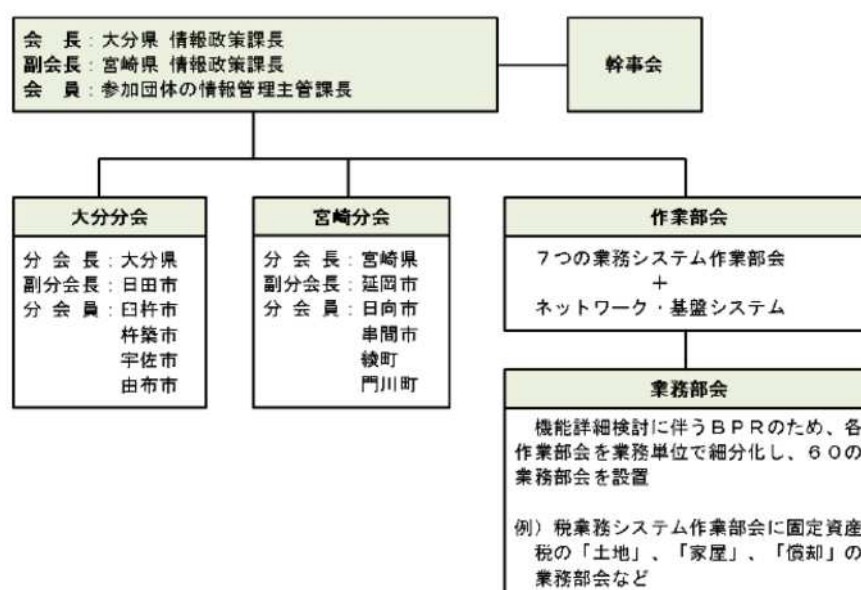 会　長：大分県 情報政策課長
副会長：宮崎県 情報政策課長
会　員：参加団体の情報管理主管課長
幹事会
大分分会
分 会 長：大分県
副分会長：日田市
分 会 員：臼杵市
杵築市
宇佐市
由布市
宮崎分会
分 会 長：宮崎県
副分会長：延岡市
分 会 員：日向市
串間市
綾町
門川町
作業部会
７つの業務システム作業部会
＋
ネットワーク・基盤システム
業務部会
機能詳細検討に伴うＢＰＲのため、各
作業部会を業務単位で細分化し、６０の
業務部会を設置
例）税業務システム作業部会に固定資産
税の「土地」、「家屋」、「償却」の
業務部会など